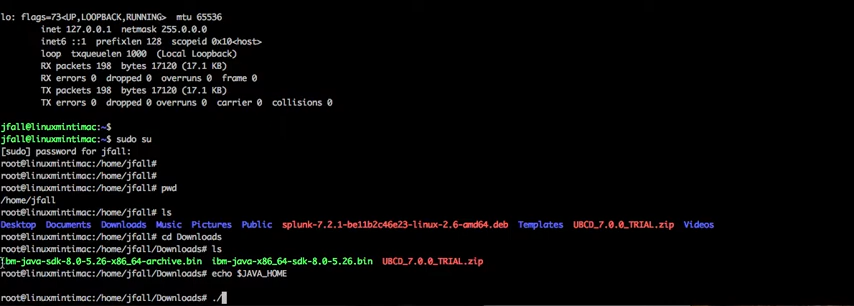 lo: flags=73<UP,LOOPBACK,RUNNING>  mtu 65536
inet 127.0.0.1  netmask 255.0.0.0
inet6 ::1  prefixlen 128  scopeid 0x10<host>
loop  txqueuelen 1000  (Local Loopback)
RX packets 198  bytes 17120 (17.1 KB)
RX errors 0  dropped 0  overruns 0  frame 0
TX packets 198  bytes 17120 (17.1 KB)
TX errors 0  dropped 0 overruns 0  carrier 0  collisions 0
jfall@linuxmintimac:~$
jfall@linuxmintimac:~$ sudo su
[sudo] password for jfall:
root@linuxmintimac:/home/jfall#
root@linuxmintimac:/home/jfall#
root@linuxmintimac:/home/jfall# pwd
/home/jfall
root@linuxmintimac:/home/jfall# ls
Desktop  Documents  Downloads  Music  Pictures  Public  splunk-7.2.1-be11b2c46e23-linux-2.6-amd64.deb  Templates  UBCD_7.0.0_TRIAL.zip  Videos
root@linuxmintimac:/home/jfall# cd Downloads
root@linuxmintimac:/home/jfall/Downloads# ls
ibm-java-sdk-8.0-5.26-x86_64-archive.bin  ibm-java-x86_64-sdk-8.0-5.26.bin  UBCD_7.0.0_TRIAL.zip
root@linuxmintimac:/home/jfall/Downloads# echo $JAVA_HOME
root@linuxmintimac:/home/jfall/Downloads# ./